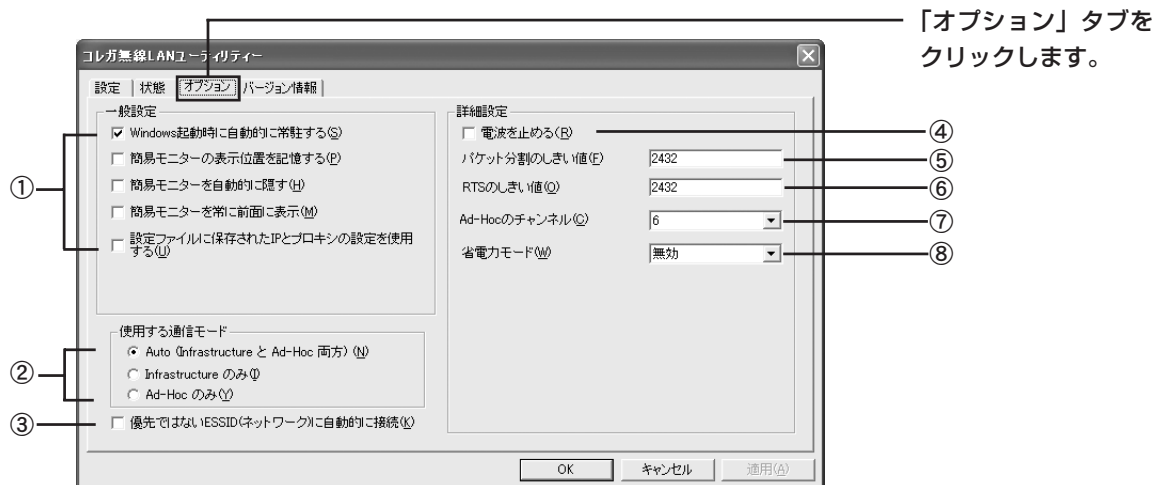 「オプション」タブを
クリックします。
コレガ無線LANユーティリティー
設定 状態 オプション バージョン情報
一般設定
Windows起動時に自動的に常駐する(S)
簡易モニターの表示位置を記憶する(P)
簡易モニターを自動的に隠す(H)
簡易モニターを常に前面に表示(M)
設定ファイルに保存されたIPとプロキシの設定を使用
する(U)
①
使用する通信モード
Auto (Infrastructure と Ad-Hoc 両方) (N)
Infrastructure のみ(I)
Ad-Hoc のみ(Y)
②
③ 優先ではないESSID(ネットワーク)に自動的に接続(K)
詳細設定
電波を止める(R) ④
パケット分割のしきい値(F) 2432 ⑤
RTSのしきい値(O) 2432 ⑥
Ad-Hocのチャンネル(C) 6 ⑦
省電力モード(W) 無効 ⑧
OK キャンセル 適用(A)